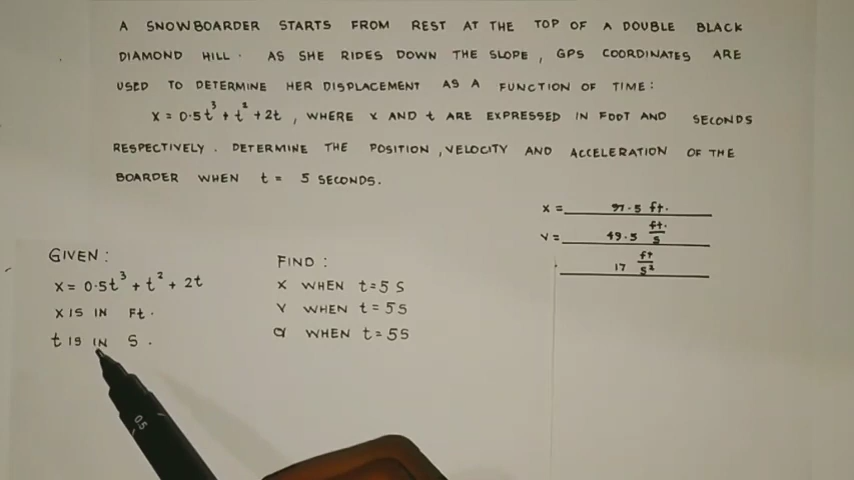 A SNOWBOARDER STARTS FROM REST AT THE TOP OF A DOUBLE BLACK
DIAMOND HILL. AS SHE RIDES DOWN THE SLOPE, GPS COORDINATES ARE
USED TO DETERMINE HER DISPLACEMENT AS A FUNCTION OF TIME:
x = 0.5t³ + t² + 2t, WHERE x AND t ARE EXPRESSED IN FOOT AND SECONDS
RESPECTIVELY. DETERMINE THE POSITION, VELOCITY AND ACCELERATION OF THE
BOARDER WHEN t = 5 SECONDS.
X = 97.5 ft.
V = 49.5 ft./s
17 ft/s²
GIVEN:
x = 0.5t³ + t² + 2t
x IS IN Ft.
t IS IN S.
FIND:
X WHEN t=5 S
V WHEN t=5S
a WHEN t=5S
0.5